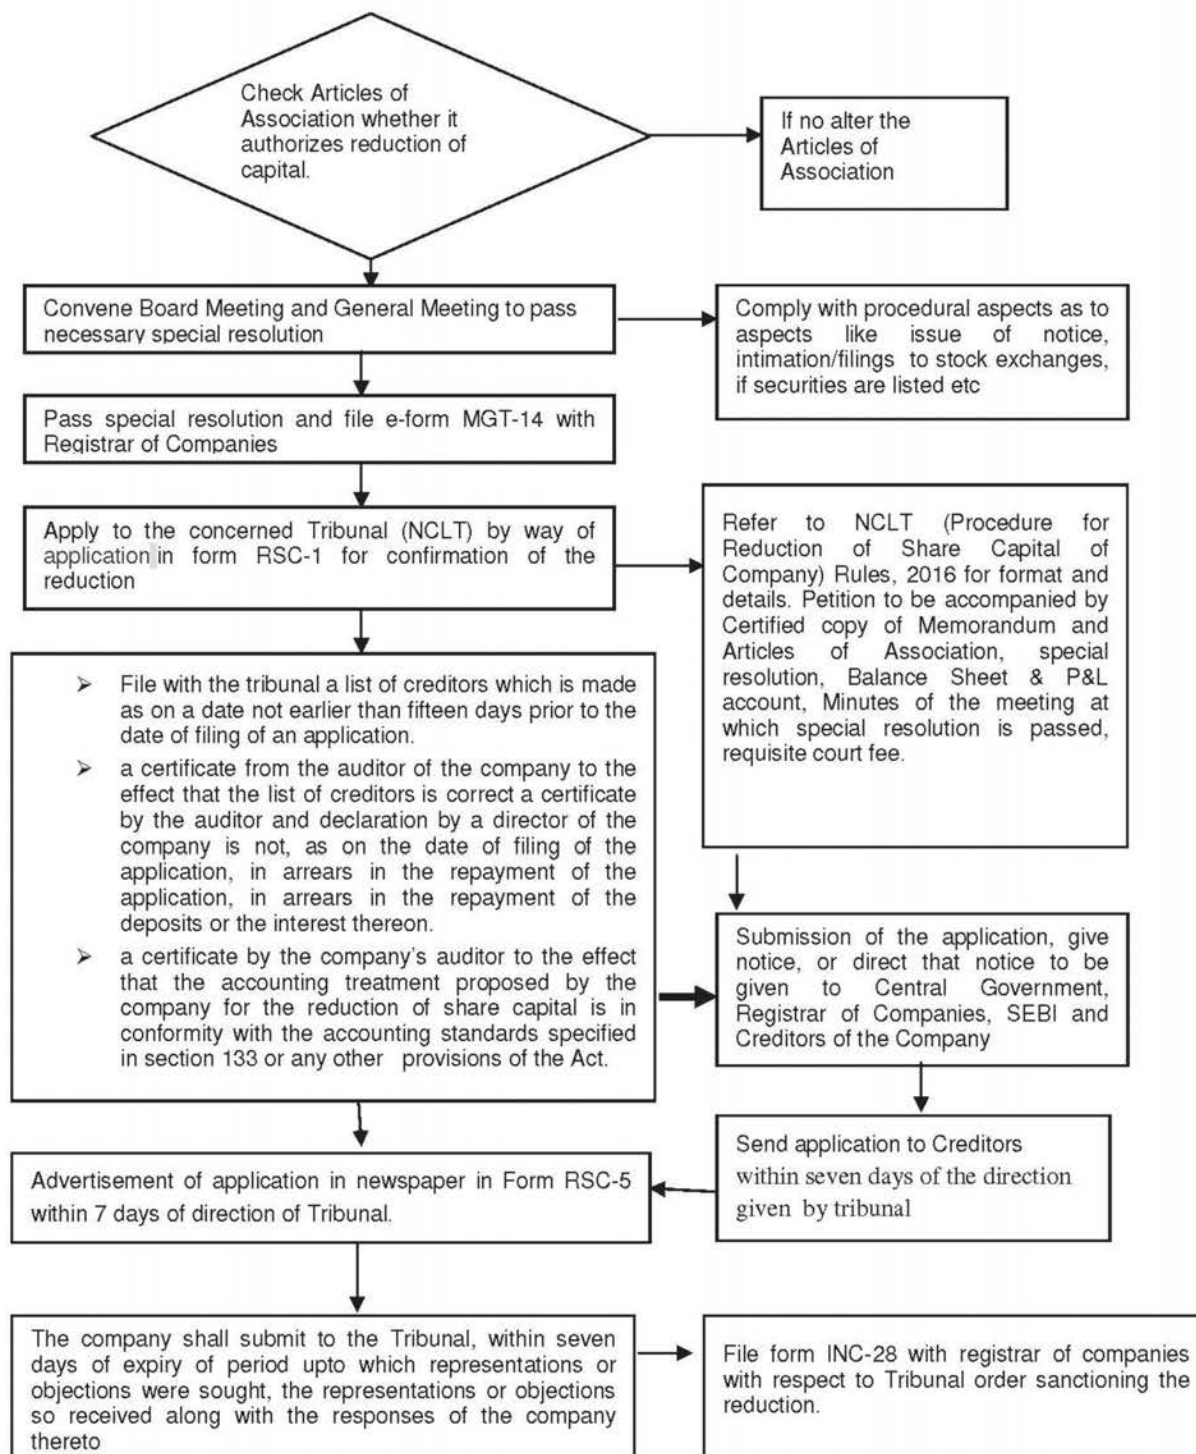 Check Articles of
Association whether it
authorizes reduction of
capital.
If no alter the
Articles of
Association
Convene Board Meeting and General Meeting to pass
necessary special resolution
Comply with procedural aspects as to
aspects like issue of notice,
intimation/filings to stock exchanges,
if securities are listed etc
Pass special resolution and file e-form MGT-14 with
Registrar of Companies
Apply to the concerned Tribunal (NCLT) by way of
application in form RSC-1 for confirmation of the
reduction
Refer to NCLT (Procedure for
Reduction of Share Capital of
Company) Rules, 2016 for format and
details. Petition to be accompanied by
Certified copy of Memorandum and
Articles of Association, special
resolution, Balance Sheet & P&L
account, Minutes of the meeting at
which special resolution is passed,
requisite court fee.
➢ File with the tribunal a list of creditors which is made
as on a date not earlier than fifteen days prior to the
date of filing of an application.
➢ a certificate from the auditor of the company to the
effect that the list of creditors is correct a certificate
by the auditor and declaration by a director of the
company is not, as on the date of filing of the
application, in arrears in the repayment of the
application, in arrears in the repayment of the
deposits or the interest thereon.
➢ a certificate by the company's auditor to the effect
that the accounting treatment proposed by the
company for the reduction of share capital is in
conformity with the accounting standards specified
in section 133 or any other provisions of the Act.
Submission of the application, give
notice, or direct that notice to be
given to Central Government,
Registrar of Companies, SEBI and
Creditors of the Company
Send application to Creditors
within seven days of the direction
given by tribunal
Advertisement of application in newspaper in Form RSC-5
within 7 days of direction of Tribunal.
The company shall submit to the Tribunal, within seven
days of expiry of period upto which representations or
objections were sought, the representations or objections
so received along with the responses of the company
thereto
File form INC-28 with registrar of companies
with respect to Tribunal order sanctioning the
reduction.